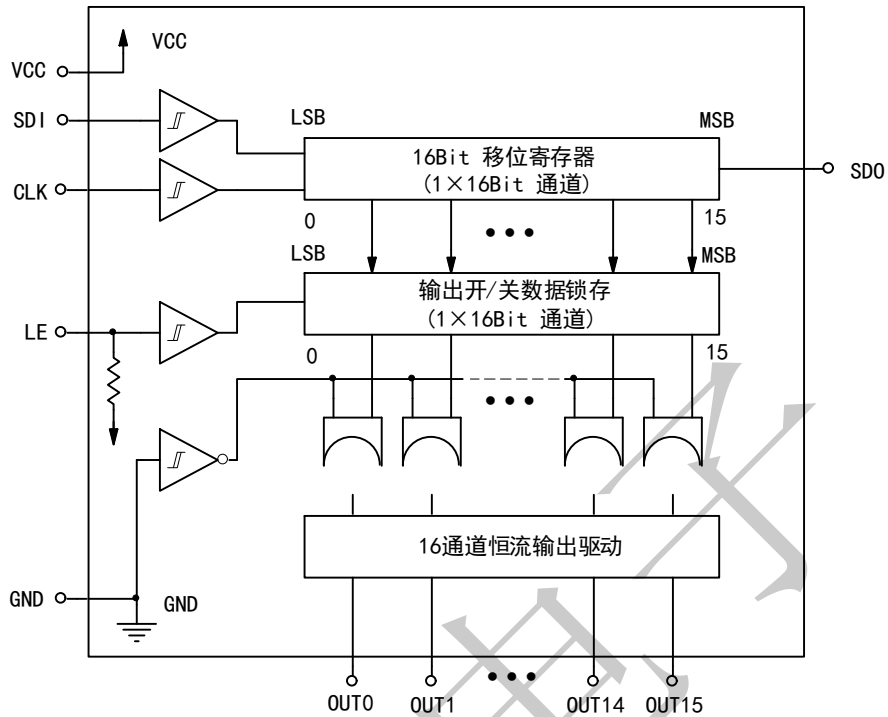 VCC
VCC
SDI
LSB
MSB
16Bit 移位寄存器
(1×16Bit 通道)
SDO
CLK
0
15
LSB
MSB
输出开/关数据锁存
(1×16Bit 通道)
LE
0
15
16通道恒流输出驱动
GND
GND
OUT0
OUT1
OUT14
OUT15